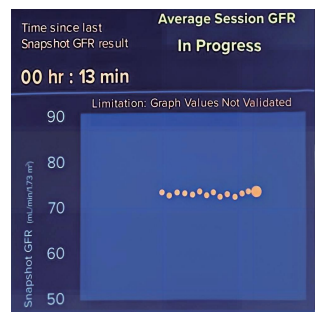 Time since last
Snapshot GFR result
00 hr : 13 min
Average Session GFR
In Progress
Limitation: Graph Values Not Validated
90
80
70
60
50
Snapshot GFR (mL/min/1.73 m²)